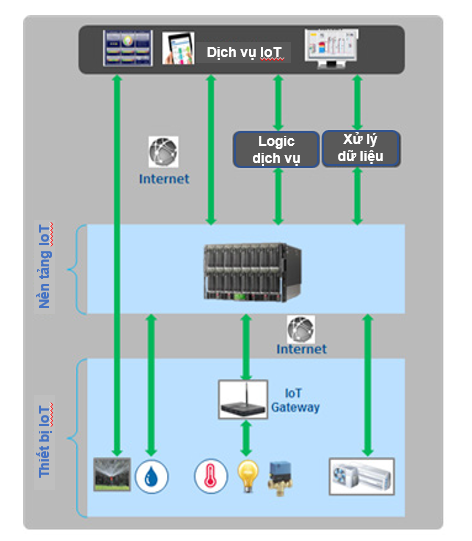 Dịch vụ IoT
Logic
dịch vụ
Xử lý
dữ liệu
Internet
Nền tảng IoT
Internet
IoT
Gateway
Thiết bị IoT